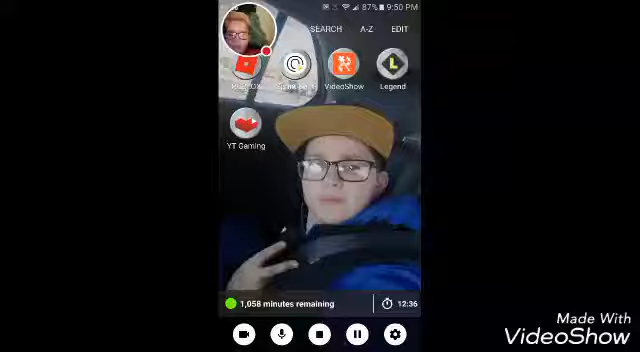 87% 9:50 PM
SEARCH A-Z EDIT
VideoShow Legend
YT Gaming
1,058 minutes remaining 12:36
Made With
VideoShow